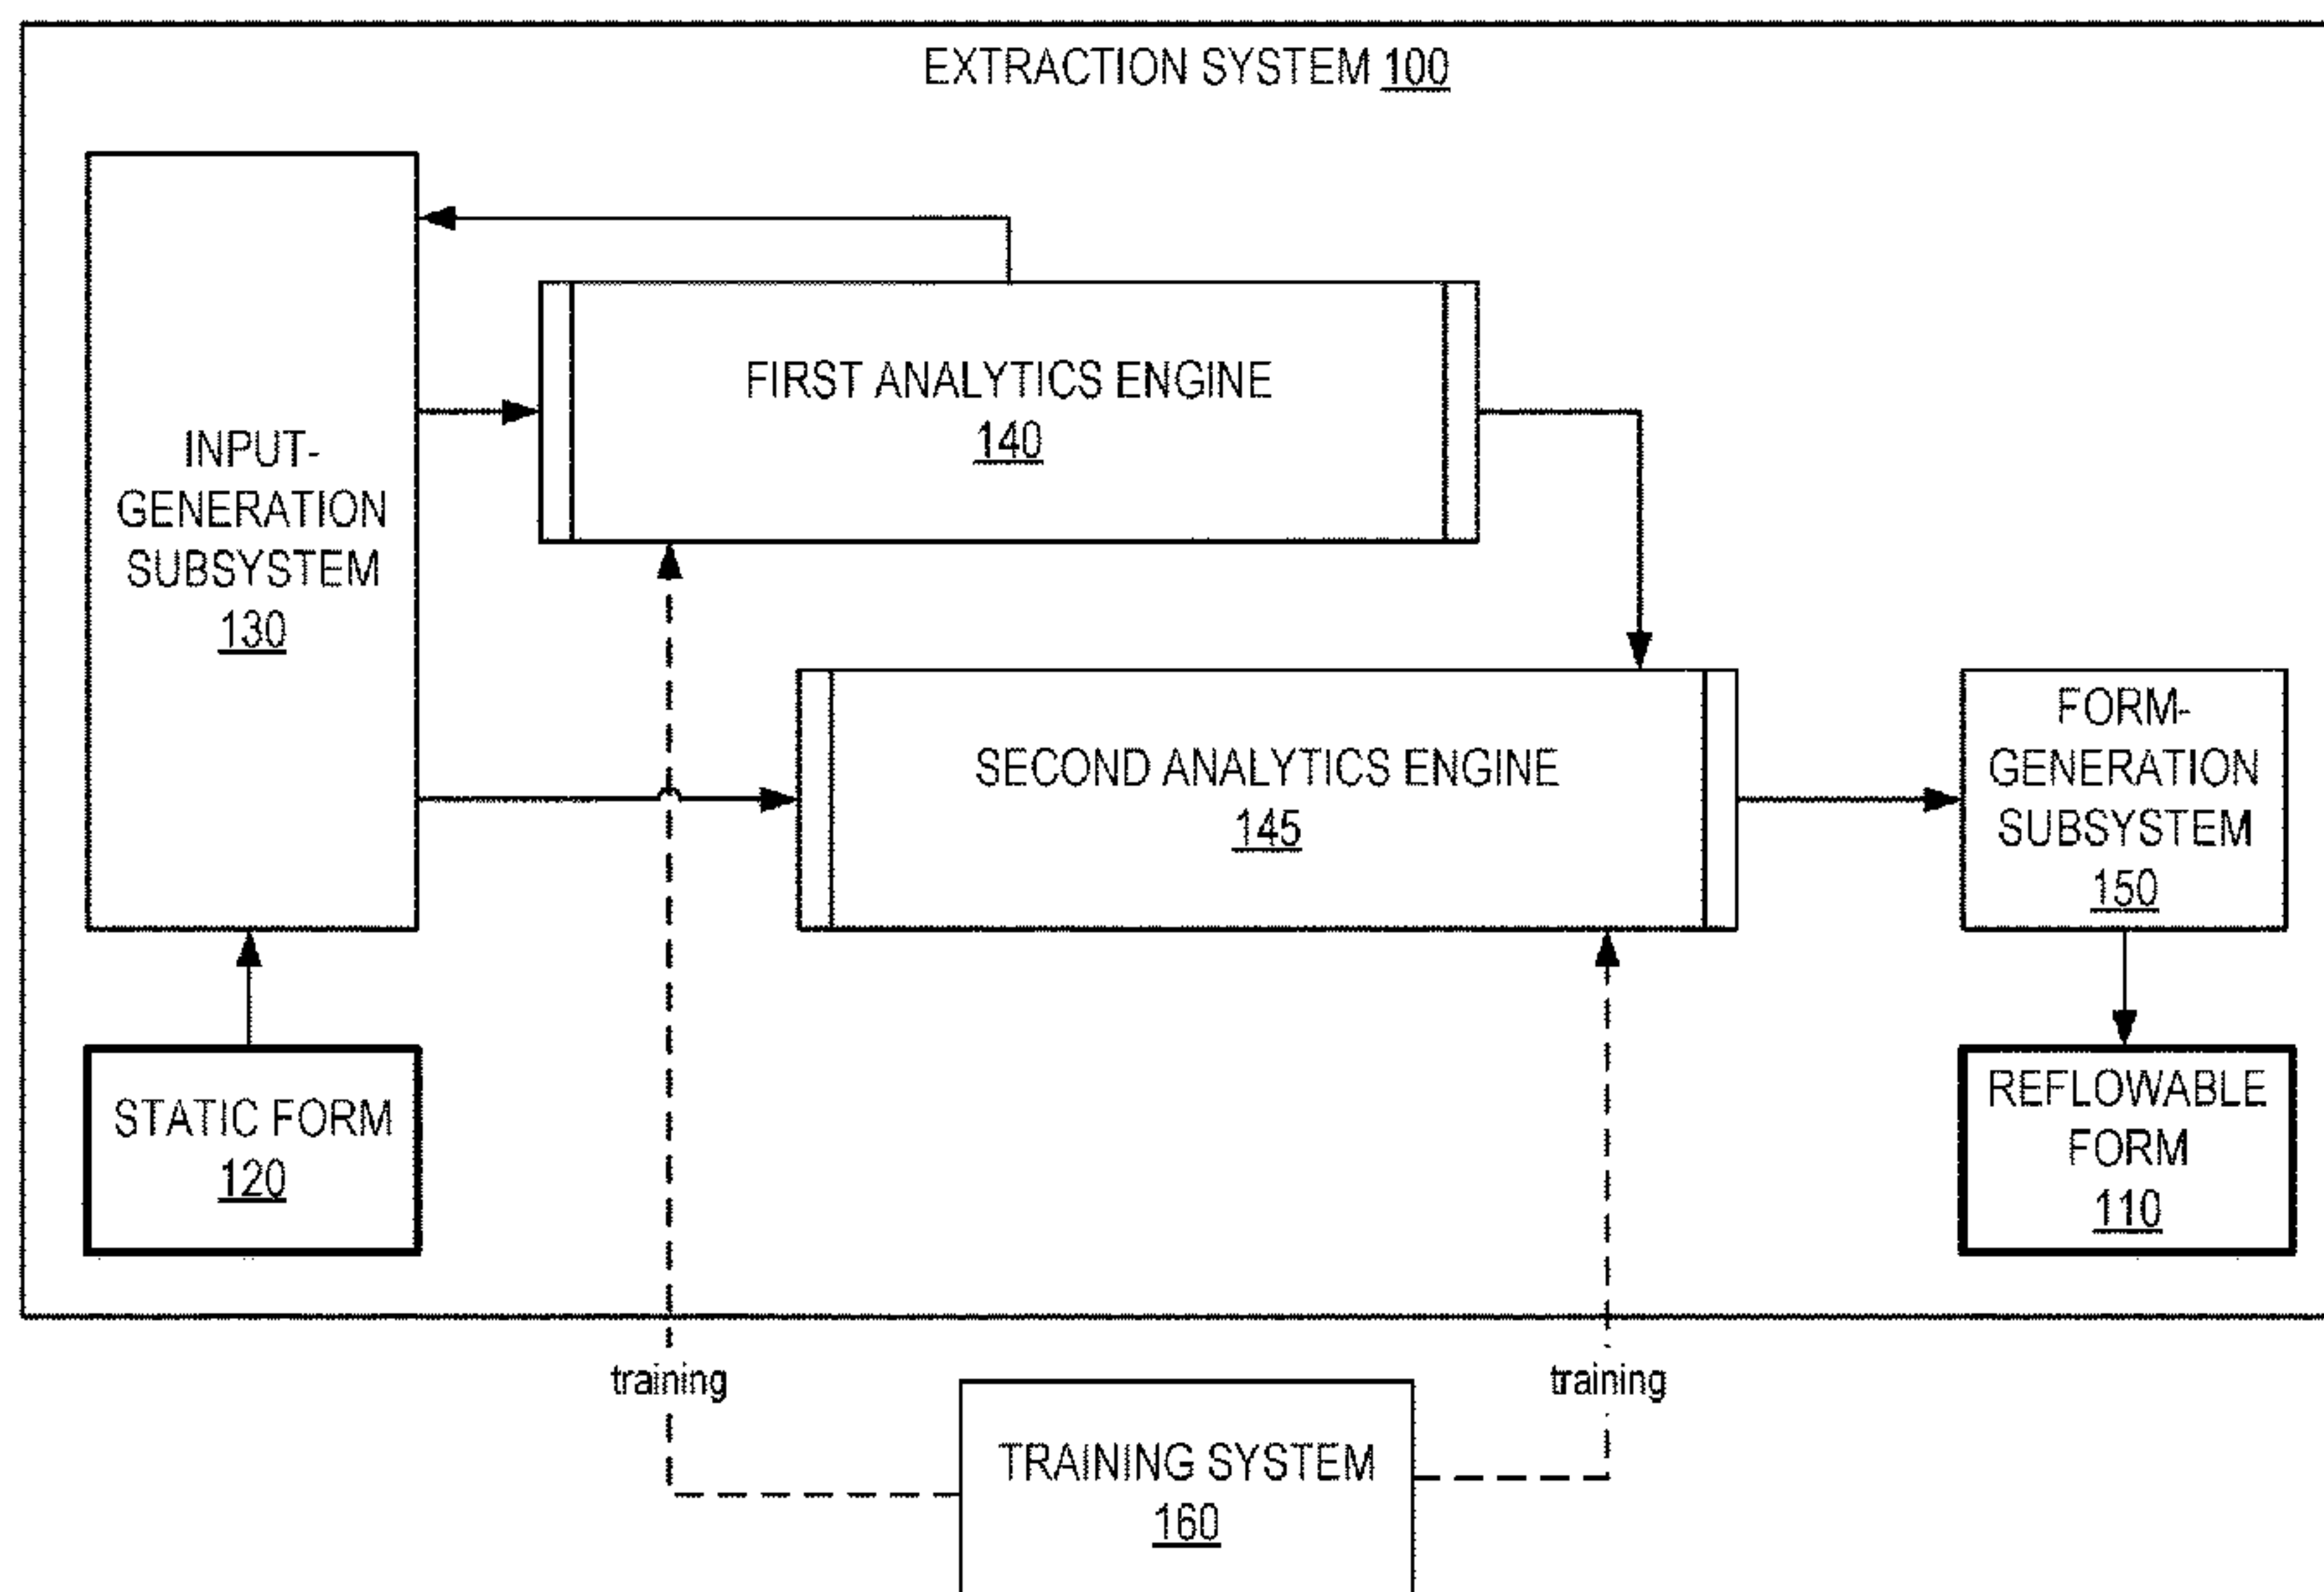 EXTRACTION SYSTEM 100
INPUT-
GENERATION
SUBSYSTEM
130
FIRST ANALYTICS ENGINE
140
SECOND ANALYTICS ENGINE
145
FORM-
GENERATION
SUBSYSTEM
150
STATIC FORM
120
REFLOWABLE
FORM
110
training
training
TRAINING SYSTEM
160